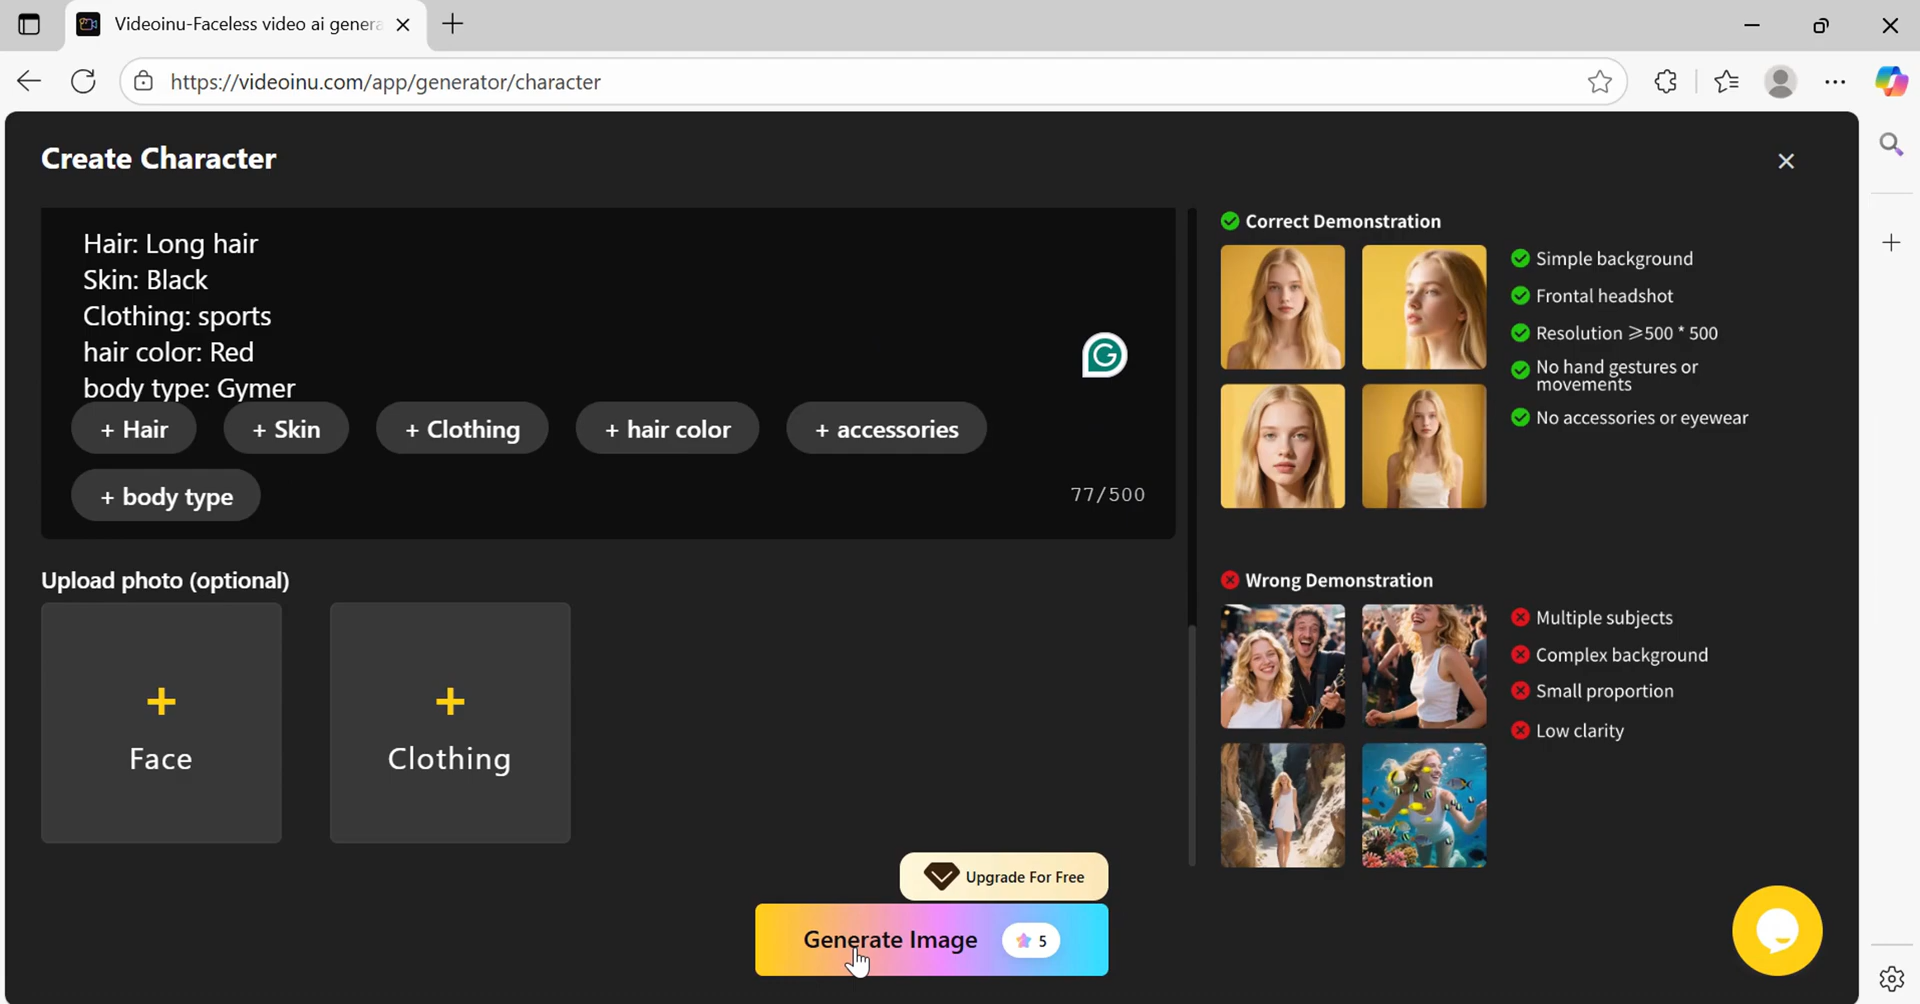 Videoinu-Faceless video ai genera
https://videoinu.com/app/generator/character
Create Character
Hair: Long hair
Skin: Black
Clothing: sports
hair color: Red
body type: Gymer
+ Hair
+ Skin
+ Clothing
+ hair color
+ accessories
+ body type
77/500
Upload photo (optional)
+
Face
+
Clothing
Upgrade For Free
Generate Image 5
Correct Demonstration
Simple background
Frontal headshot
Resolution ≥500 * 500
No hand gestures or
movements
No accessories or eyewear
Wrong Demonstration
Multiple subjects
Complex background
Small proportion
Low clarity